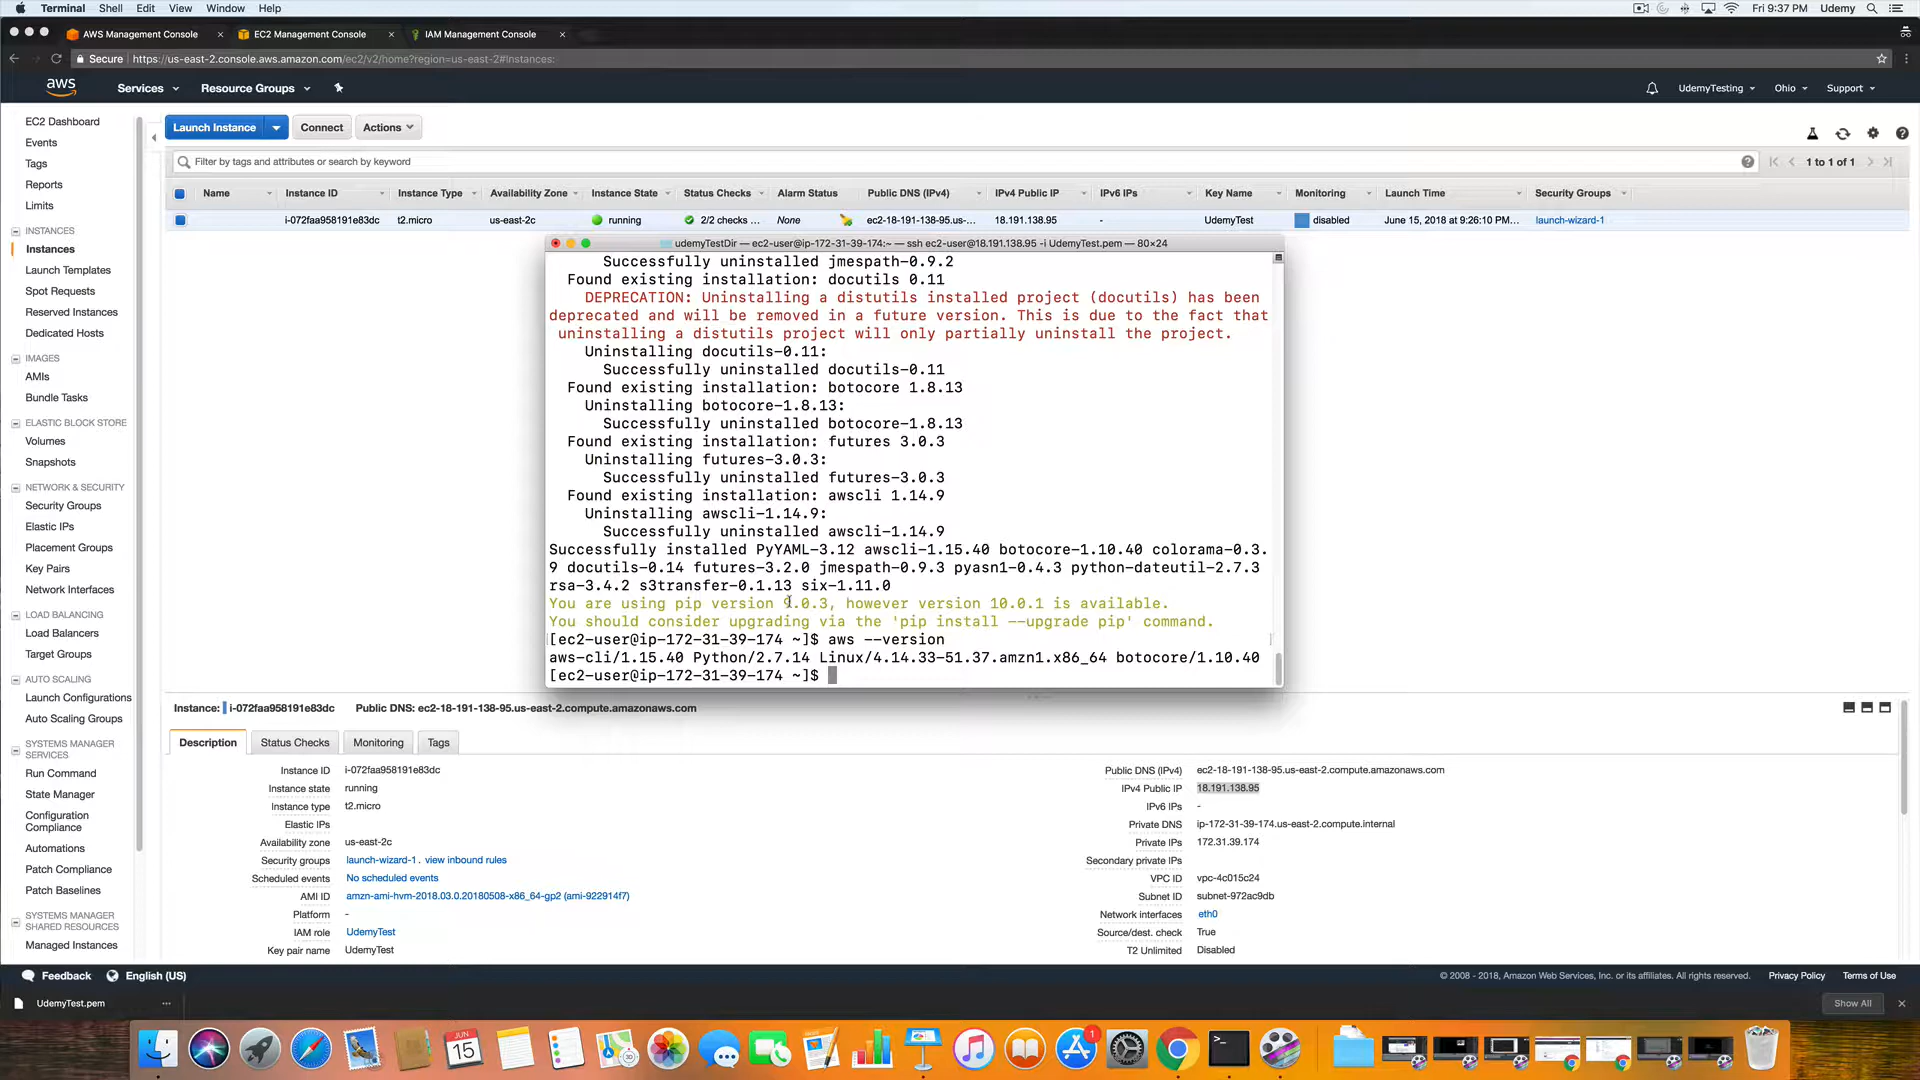 Terminal Shell Edit View Window Help Fri 9:37 PM Udemy
AWS Management Console EC2 Management Console IAM Management Console
Secure https://us-east-2.console.aws.amazon.com/ec2/v2/home?region=us-east-2#Instances:
aws Services Resource Groups UdemyTesting Ohio Support
Launch Instance Connect Actions
Filter by tags and attributes or search by keyword 1 to 1 of 1
Name Instance ID Instance Type Availability Zone Instance State Status Checks Alarm Status Public DNS (IPv4) IPv4 Public IP IPv6 IPs Key Name Monitoring Launch Time Security Groups
i-072faa958191e83dc t2.micro us-east-2c running 2/2 checks ... None ec2-18-191-138-95.us-... 18.191.138.95 - UdemyTest disabled June 15, 2018 at 9:26:10 PM... launch-wizard-1
EC2 Dashboard
Events
Tags
Reports
Limits
INSTANCES
Instances
Launch Templates
Spot Requests
Reserved Instances
Dedicated Hosts
IMAGES
AMIs
Bundle Tasks
ELASTIC BLOCK STORE
Volumes
Snapshots
NETWORK & SECURITY
Security Groups
Elastic IPs
Placement Groups
Key Pairs
Network Interfaces
LOAD BALANCING
Load Balancers
Target Groups
AUTO SCALING
Launch Configurations
Auto Scaling Groups
SYSTEMS MANAGER
SERVICES
Run Command
State Manager
Configuration
Compliance
Automations
Patch Compliance
Patch Baselines
SYSTEMS MANAGER
SHARED RESOURCES
Managed Instances
udemyTestDir — ec2-user@ip-172-31-39-174:~ — ssh ec2-user@18.191.138.95 -i UdemyTest.pem — 80×24
Successfully uninstalled jmespath-0.9.2
Found existing installation: docutils 0.11
DEPRECATION: Uninstalling a distutils installed project (docutils) has been
deprecated and will be removed in a future version. This is due to the fact that
uninstalling a distutils project will only partially uninstall the project.
Uninstalling docutils-0.11:
Successfully uninstalled docutils-0.11
Found existing installation: botocore 1.8.13
Uninstalling botocore-1.8.13:
Successfully uninstalled botocore-1.8.13
Found existing installation: futures 3.0.3
Uninstalling futures-3.0.3:
Successfully uninstalled futures-3.0.3
Found existing installation: awscli 1.14.9
Uninstalling awscli-1.14.9:
Successfully uninstalled awscli-1.14.9
Successfully installed PyYAML-3.12 awscli-1.15.40 botocore-1.10.40 colorama-0.3.
9 docutils-0.14 futures-3.2.0 jmespath-0.9.3 pyasn1-0.4.3 python-dateutil-2.7.3
rsa-3.4.2 s3transfer-0.1.13 six-1.11.0
You are using pip version 9.0.3, however version 10.0.1 is available.
You should consider upgrading via the 'pip install --upgrade pip' command.
[ec2-user@ip-172-31-39-174 ~]$ aws --version
aws-cli/1.15.40 Python/2.7.14 Linux/4.14.33-51.37.amzn1.x86_64 botocore/1.10.40
[ec2-user@ip-172-31-39-174 ~]$
Instance: i-072faa958191e83dc Public DNS: ec2-18-191-138-95.us-east-2.compute.amazonaws.com
Description Status Checks Monitoring Tags
Instance ID i-072faa958191e83dc
Instance state running
Instance type t2.micro
Elastic IPs
Availability zone us-east-2c
Security groups launch-wizard-1. view inbound rules
Scheduled events No scheduled events
AMI ID amzn-ami-hvm-2018.03.0.20180508-x86_64-gp2 (ami-922914f7)
Platform -
IAM role UdemyTest
Key pair name UdemyTest
Public DNS (IPv4) ec2-18-191-138-95.us-east-2.compute.amazonaws.com
IPv4 Public IP 18.191.138.95
IPv6 IPs -
Private DNS ip-172-31-39-174.us-east-2.compute.internal
Private IPs 172.31.39.174
Secondary private IPs
VPC ID vpc-4c015c24
Subnet ID subnet-972ac9db
Network interfaces eth0
Source/dest. check True
T2 Unlimited Disabled
Feedback English (US) © 2008 - 2018, Amazon Web Services, Inc. or its affiliates. All rights reserved. Privacy Policy Terms of Use
UdemyTest.pem Show All
JUN
15
1